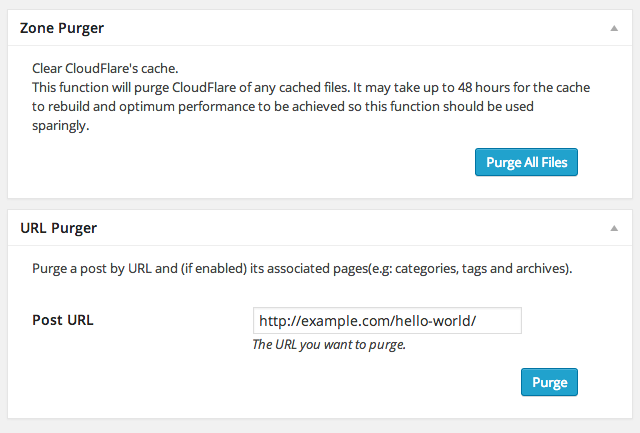 Zone Purger
Clear CloudFlare's cache.
This function will purge CloudFlare of any cached files. It may take up to 48 hours for the cache
to rebuild and optimum performance to be achieved so this function should be used
sparingly.
Purge All Files
URL Purger
Purge a post by URL and (if enabled) its associated pages(e.g: categories, tags and archives).
Post URL
http://example.com/hello-world/
The URL you want to purge.
Purge